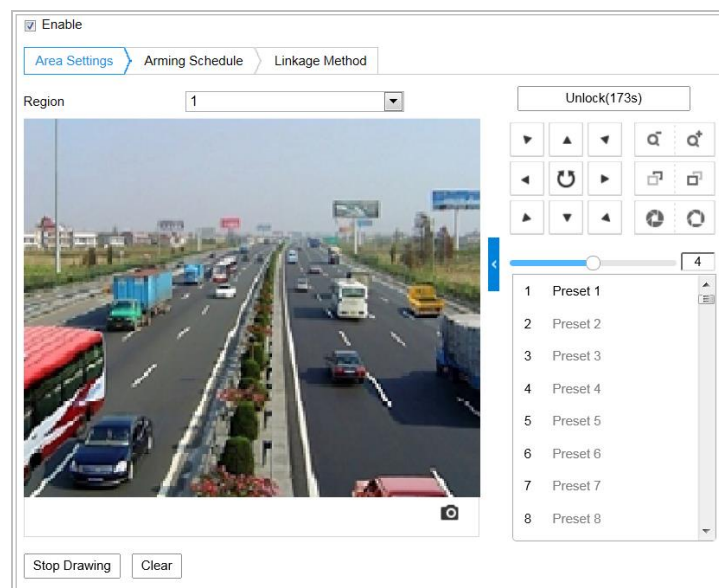 Enable
Area Settings
Arming Schedule
Linkage Method
Region
1
Unlock(173s)
4
1 Preset 1
2 Preset 2
3 Preset 3
4 Preset 4
5 Preset 5
6 Preset 6
7 Preset 7
8 Preset 8
Stop Drawing
Clear